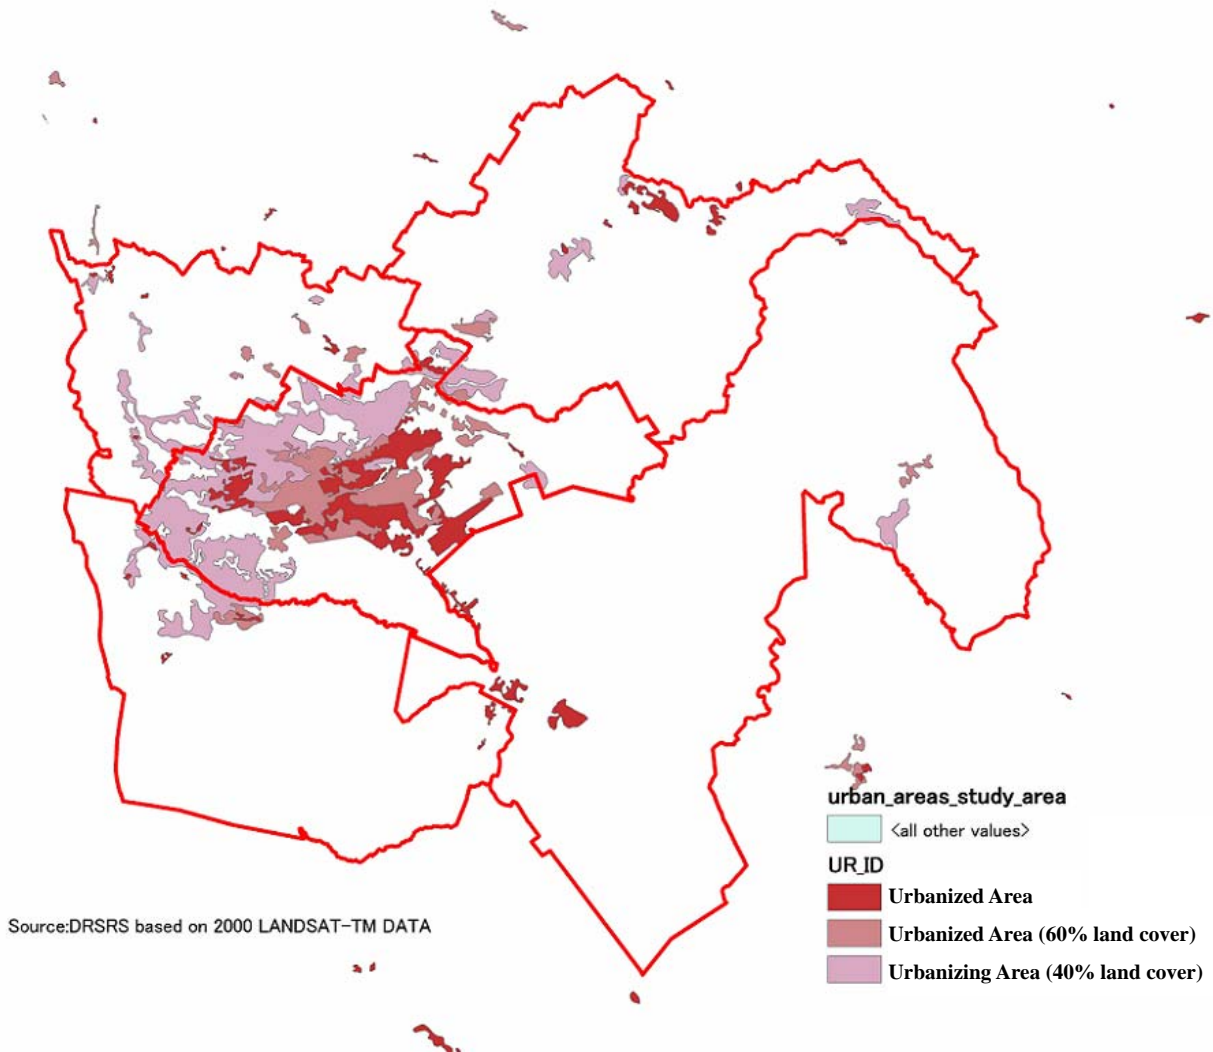 urban_areas_study_area
<all other values>
UR_ID
Urbanized Area
Source:DRSRS based on 2000 LANDSAT-TM DATA
Urbanized Area (60% land cover)
Urbanizing Area (40% land cover)